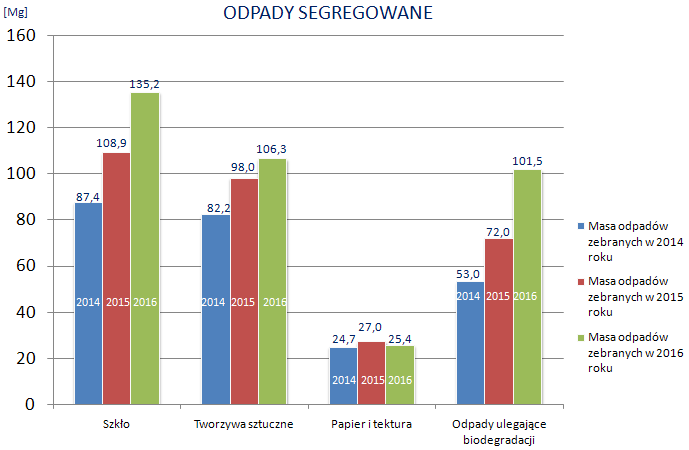 [Mg]
ODPADY SEGREGOWANE
160
140
120
100
80
60
40
20
0
87,4
108,9
135,2
82,2
98,0
106,3
24,7
27,0
25,4
53,0
72,0
101,5
2014 2015 2016
2014 2015 2016
2014 2015 2016
2014 2015 2016
Szkło
Tworzywa sztuczne
Papier i tektura
Odpady ulegające
biodegradacji
Masa odpadów
zebranych w 2014
roku
Masa odpadów
zebranych w 2015
roku
Masa odpadów
zebranych w 2016
roku